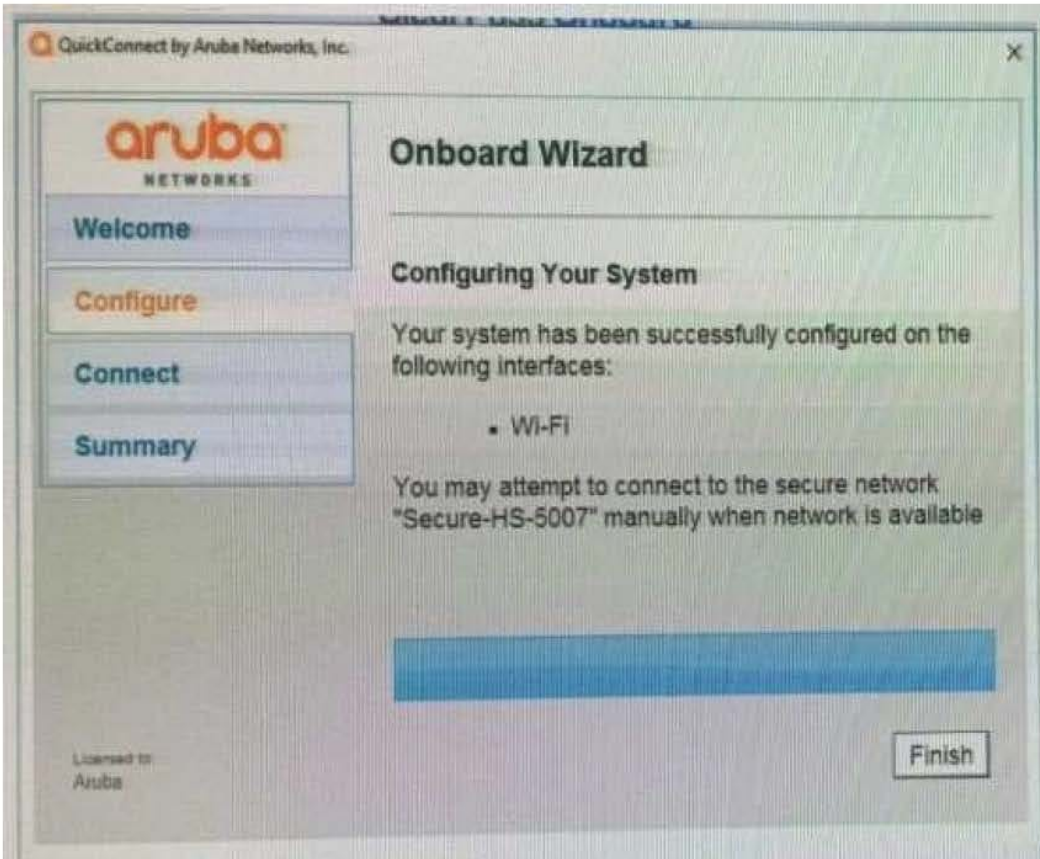 QuickConnect by Aruba Networks, Inc.
aruba
NETWORKS
Welcome
Configure
Connect
Summary
Onboard Wizard
Configuring Your System
Your system has been successfully configured on the
following interfaces:
• Wi-Fi
You may attempt to connect to the secure network
"Secure-HS-5007" manually when network is available
Finish
Licensed to:
Aruba